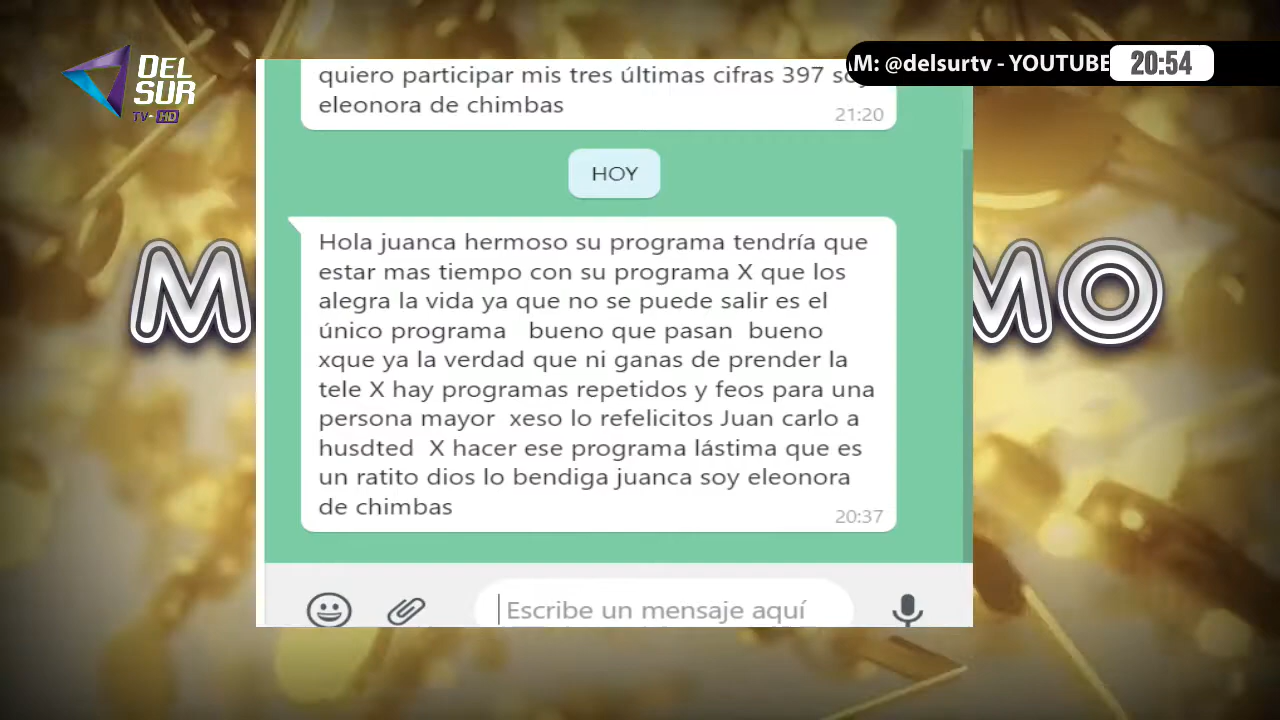 DEL
SUR
TV-HD
AM: @delsurtv - YOUTUBE
20:54
quiero participar mis tres últimas cifras 397 soy
eleonora de chimbas
21:20
HOY
Hola juanca hermoso su programa tendría que
estar mas tiempo con su programa X que los
alegra la vida ya que no se puede salir es el
único programa   bueno que pasan  bueno
xque ya la verdad que ni ganas de prender la
tele X hay programas repetidos y feos para una
persona mayor  xeso lo refelicitos Juan carlo a
husdted  X hacer ese programa lástima que es
un ratito dios lo bendiga juanca soy eleonora
de chimbas
20:37
M
MO
Escribe un mensaje aquí